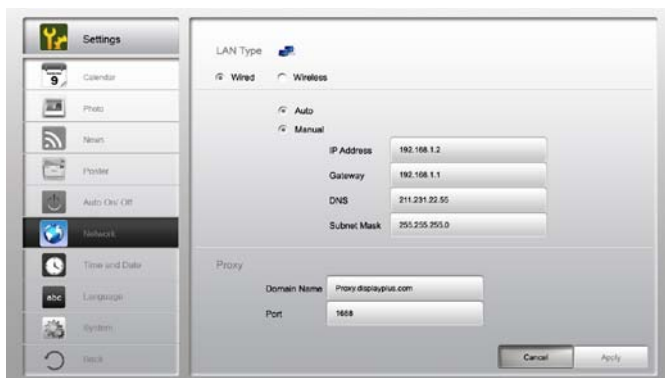 Settings
9
Calendar
Photo
News
Poster
Auto On/ Off
Network
Time and Date
abc
Language
System
Back
LAN Type
Wired Wireless
Auto
Manual
IP Address 192.168.1.2
Gateway 192.168.1.1
DNS 211.231.22.55
Subnet Mask 255.255.255.0
Proxy
Domain Name Proxy.displayplus.com
Port 1688
Cancel Apply